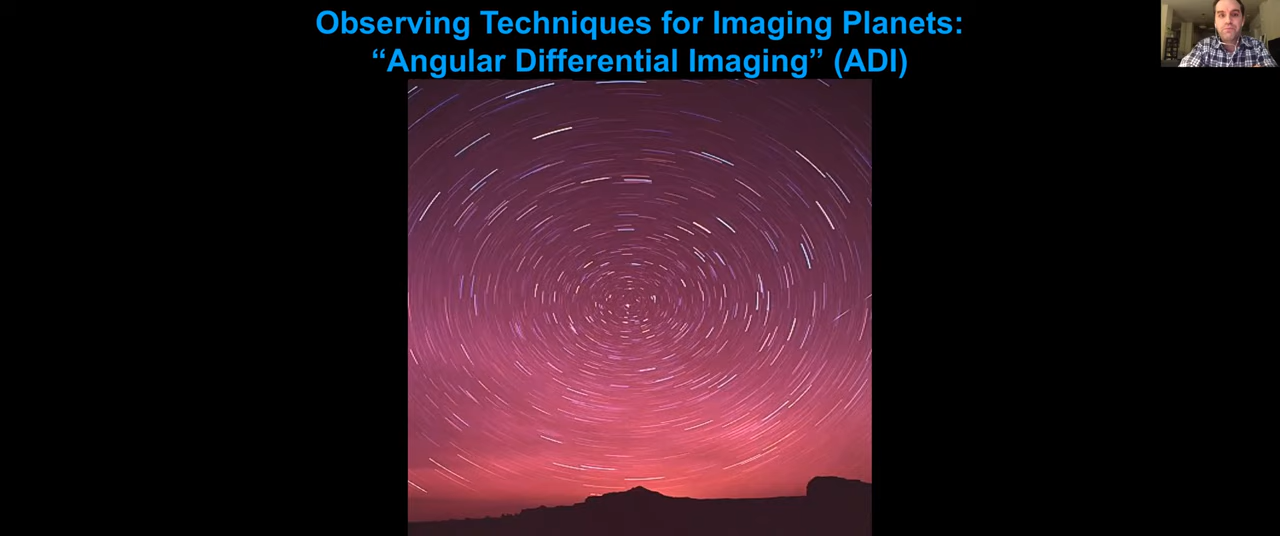 Observing Techniques for Imaging Planets:
“Angular Differential Imaging” (ADI)